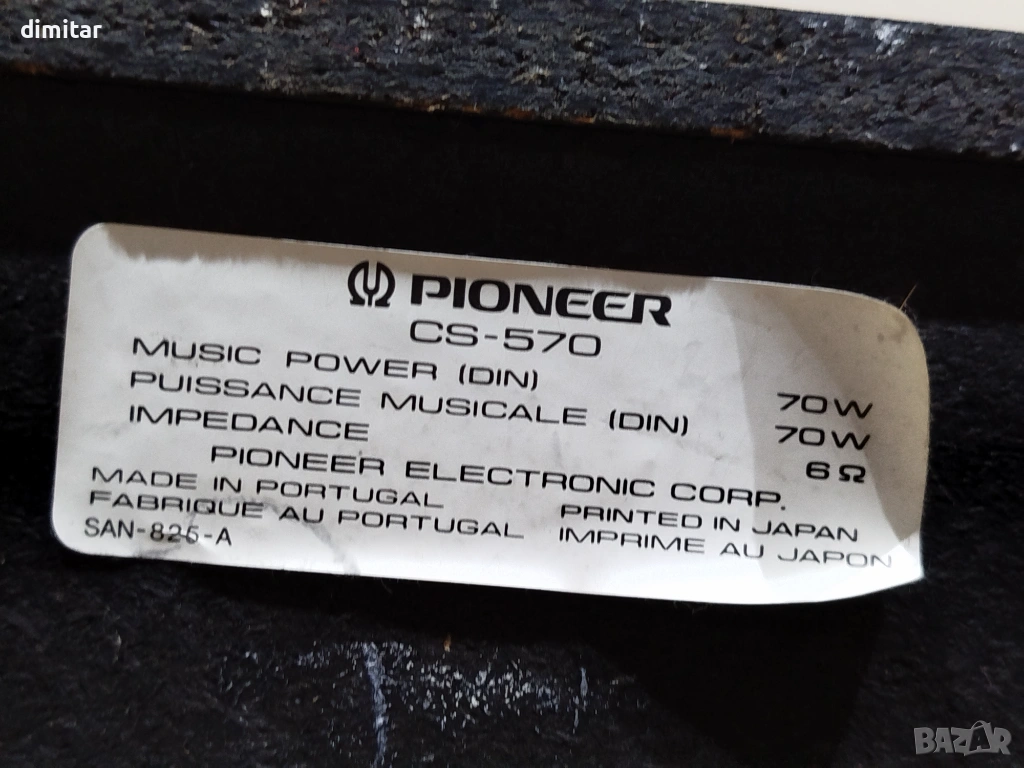 dimitar
PIONEER
CS-570
MUSIC POWER (DIN) 70W
PUISSANCE MUSICALE (DIN) 70W
IMPEDANCE 6Ω
PIONEER ELECTRONIC CORP.
MADE IN PORTUGAL PRINTED IN JAPAN
FABRIQUE AU PORTUGAL IMPRIME AU JAPON
SAN-825-A
BAZAR